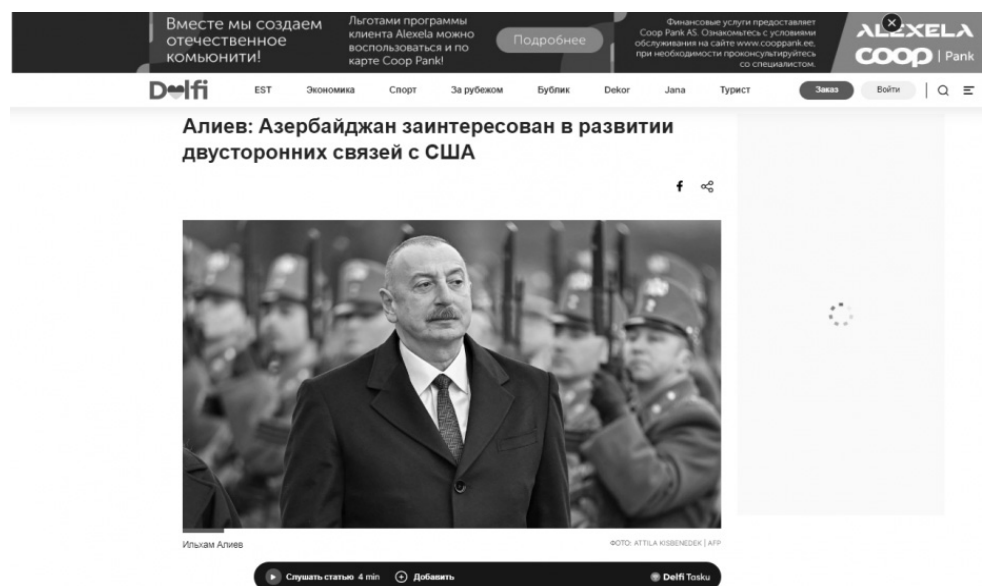 Вместе мы создаем
отечественное
комьюнити!
Льготами программы
клиента Alexela можно
воспользоваться и по
карте Coop Pank!
Подробнее
Финансовые услуги предоставляет
Coop Pank AS. Ознакомьтесь с условиями
обслуживания на сайте www.cooppank.ee,
при необходимости проконсультируйтесь
со специалистом.
ALEXELA
COOP | Pank
Delfi
EST Экономика Спорт За рубежом Бублик Dekor Jana Турист Заказ Войти
Алиев: Азербайджан заинтересован в развитии
двусторонних связей с США
Ильхам Алиев
ФОТО: ATTILA KISBENEDEK | AFP
Слушать статью 4 min Добавить Delfi Tasku